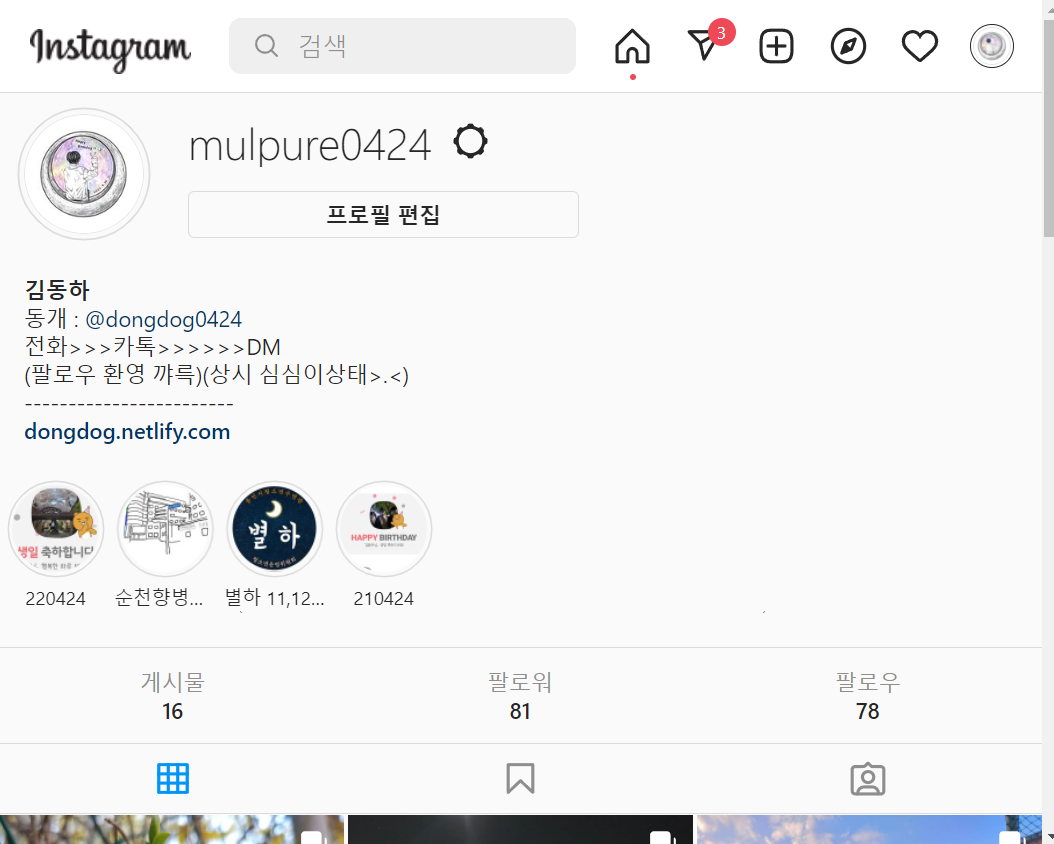 Instagram
검색
3
mulpure0424
프로필 편집
김동하
동개 : @dongdog0424
전화>>>카톡>>>>>>DM
(팔로우 환영 꺄륵)(상시 심심이상태>.<)
------------------------
dongdog.netlify.com
생일 축하합니다
별하
HAPPY BIRTHDAY
220424
순천향병...
별하 11,12...
210424
게시물
팔로워
팔로우
16
81
78